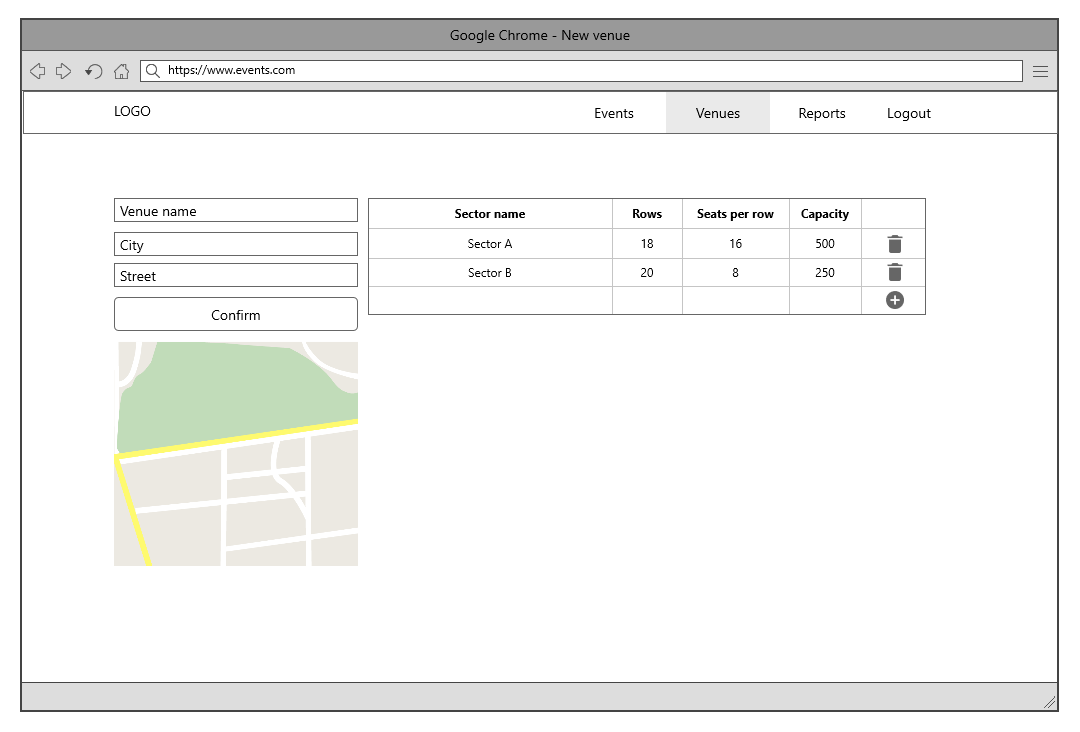 Google Chrome - New venue
https://www.events.com
LOGO Events Venues Reports Logout
Venue name
City
Street
Confirm
Sector name Rows Seats per row Capacity
Sector A 18 16 500
Sector B 20 8 250